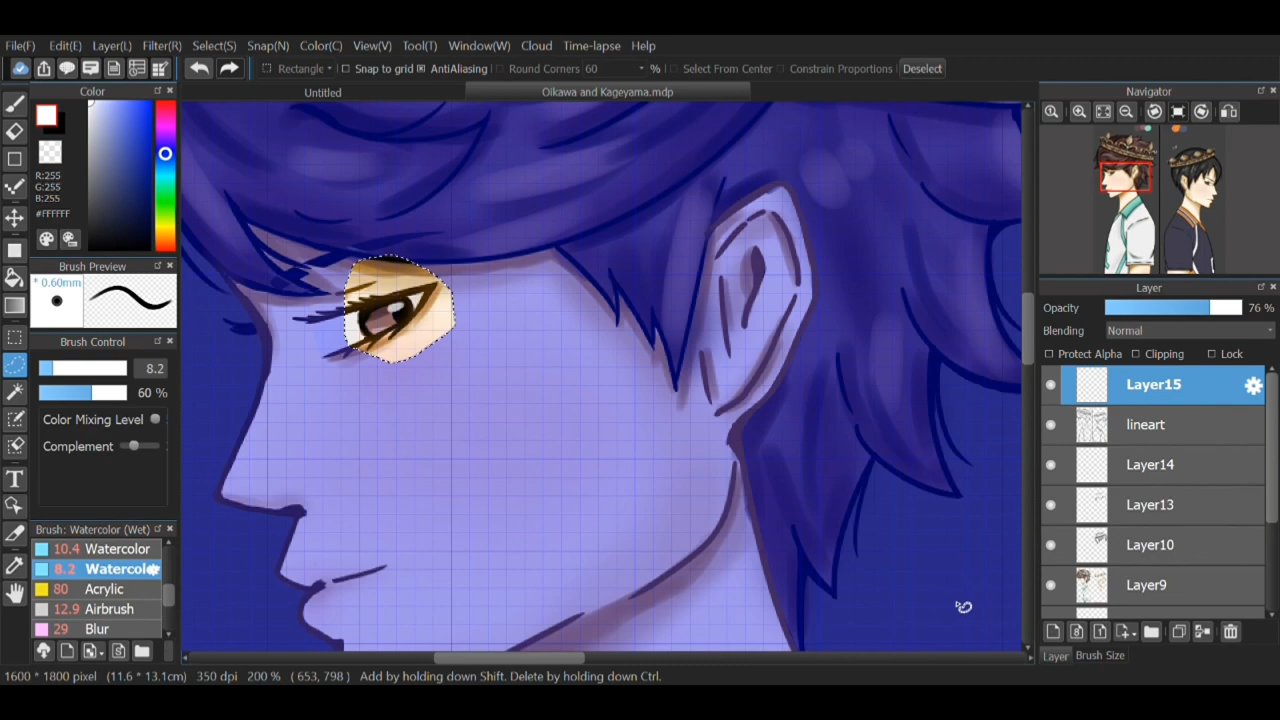 File(F) Edit(E) Layer(L) Filter(R) Select(S) Snap(N) Color(C) View(V) Tool(T) Window(W) Cloud Time-lapse Help
Rectangle Snap to grid AntiAliasing Round Corners 60 % Select From Center Constrain Proportions Deselect
Color
Untitled
Oikawa and Kageyama.mdp
Navigator
R:255
G:255
B:255
#FFFFFF
Brush Preview
* 0.60mm
Brush Control
8.2
60 %
Color Mixing Level
Complement
Brush: Watercolor (Wet)
10.4 Watercolor
8.2 Watercolo
80 Acrylic
12.9 Airbrush
29 Blur
Layer
Opacity 76 %
Blending Normal
Protect Alpha Clipping Lock
Layer15
lineart
Layer14
Layer13
Layer10
Layer9
Layer Brush Size
1600 * 1800 pixel (11.6 * 13.1cm) 350 dpi 200 % ( 653, 798 ) Add by holding down Shift. Delete by holding down Ctrl.